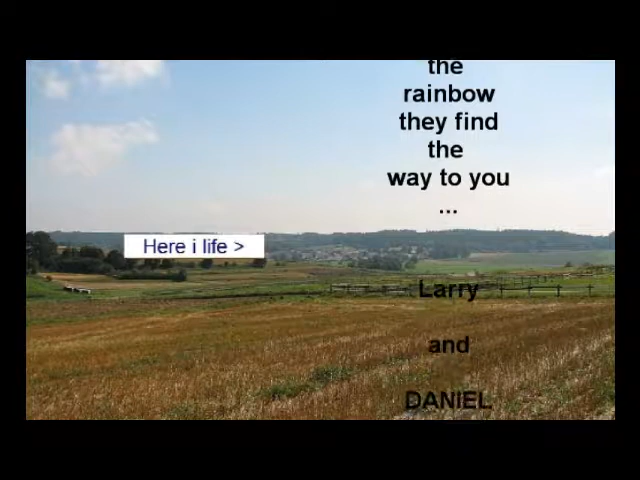 the
rainbow
they find
the
way to you
...
Here i life >
Larry
and
DANIEL